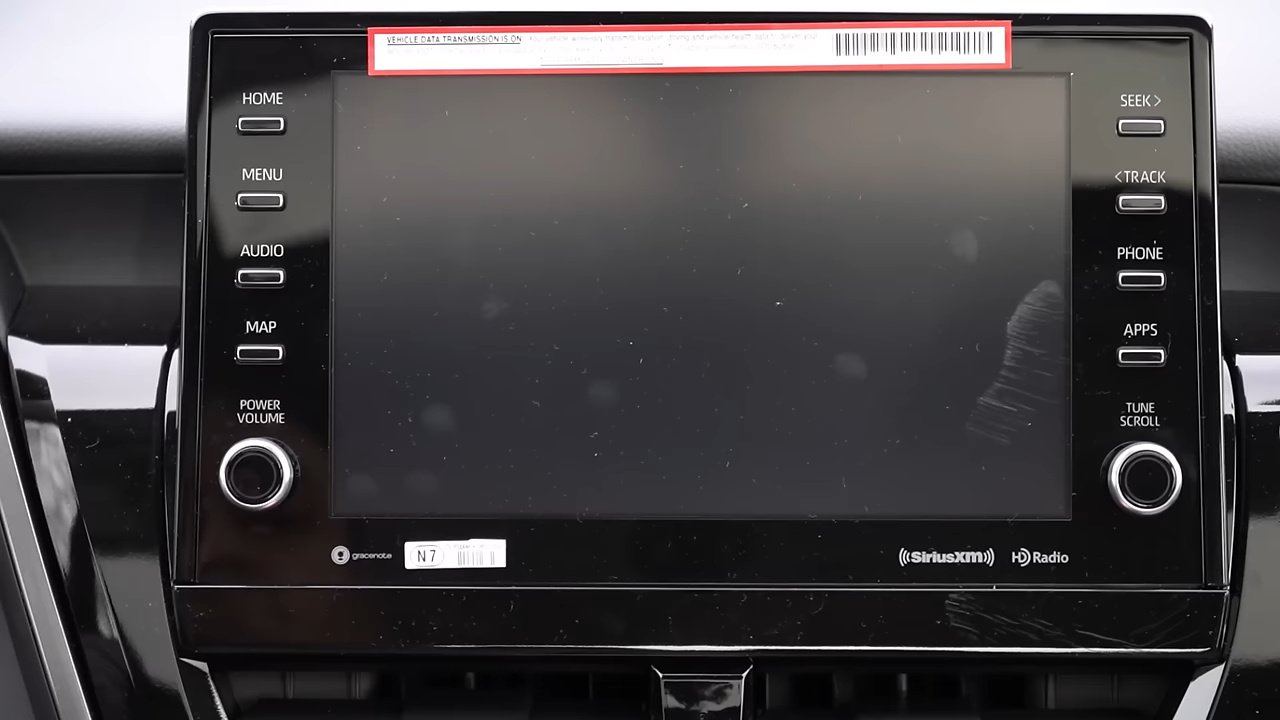 VEHICLE DATA TRANSMISSION IS ON
HOME
MENU
AUDIO
MAP
POWER
VOLUME
SEEK>
<TRACK
PHONE
APPS
TUNE
SCROLL
gracenote
N7
SiriusXM
HD Radio